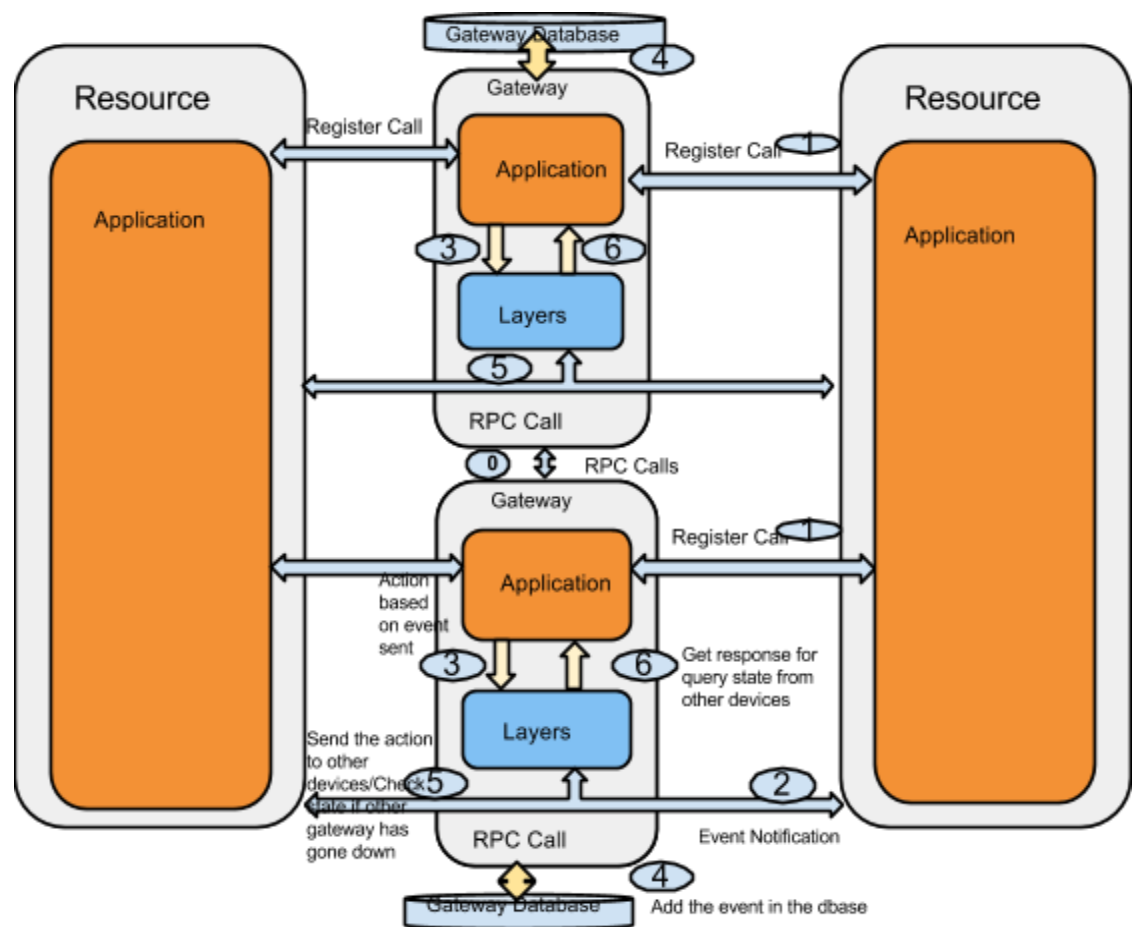 Gateway Database
4
Gateway
Resource
Resource
Register Call
1
Register Call
Application
Application
Application
3
6
Layers
5
RPC Call
0
RPC Calls
Gateway
1
Register Call
Application
Action
based
on event
sent
3
6
Get response for
query state from
other devices
Layers
Send the action
to other
devices/Check
state if other
gateway has
gone down
5
2
RPC Call
Event Notification
4
Gateway Database
Add the event in the dbase